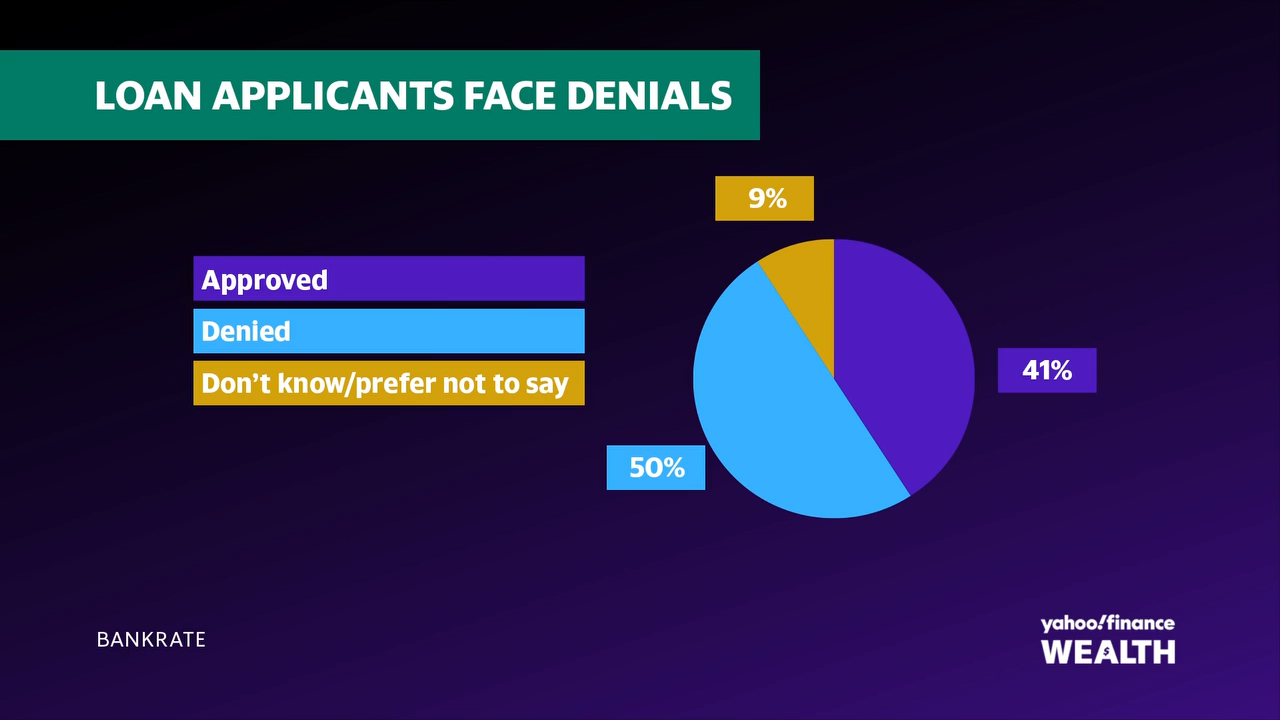 LOAN APPLICANTS FACE DENIALS
9%
Approved
Denied
Don't know/prefer not to say
41%
50%
BANKRATE
yahoo!finance
WEALTH